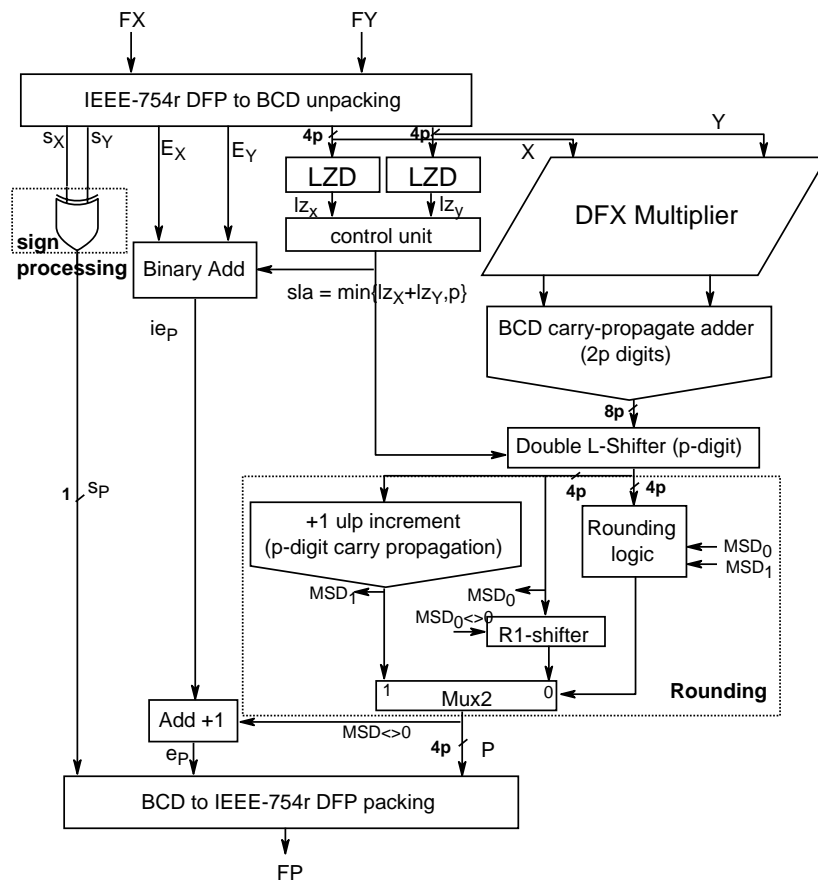 FX FY
IEEE-754r DFP to BCD unpacking
sX sY EX EY 4p 4p X Y
LZD LZD
lzx lzy
DFX Multiplier
control unit
sign
processing
Binary Add
sla = min{lzX+lzY,p}
BCD carry-propagate adder
(2p digits)
ieP
8p
Double L-Shifter (p-digit)
4p 4p
1 sP
+1 ulp increment
(p-digit carry propagation)
Rounding
logic
MSD0
MSD1
MSD1 MSD0
MSD0<>0
R1-shifter
1 0
Mux2
Rounding
Add +1
MSD<>0
eP 4p P
BCD to IEEE-754r DFP packing
FP